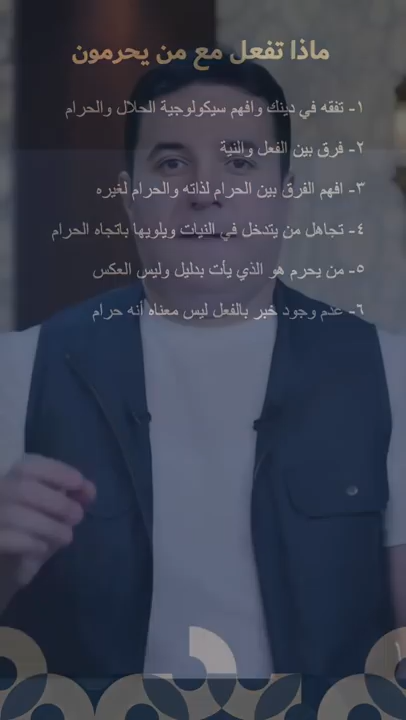 ماذا تفعل مع من يحرمون
١- تفقه في دينك وافهم سيكولوجية الحلال والحرام
٢- فرق بين الفعل والنية
٣- افهم الفرق بين الحرام لذاته والحرام لغيره
٤- تجاهل من يتدخل في النيات ويلويها باتجاه الحرام
٥- من يحرم هو الذي يأت بدليل وليس العكس
٦- عدم وجود خبر بالفعل ليس معناه أنه حرام